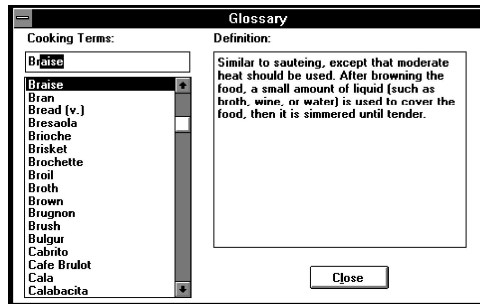 Glossary
Cooking Terms:
Definition:
Braise
Braise
Bran
Bread (v.)
Bresaola
Brioche
Brisket
Brochette
Broil
Broth
Brown
Brugnon
Brush
Bulgur
Cabrito
Cafe Brulot
Cala
Calabacita
Similar to sauteing, except that moderate
heat should be used. After browning the
food, a small amount of liquid (such as
broth, wine, or water) is used to cover the
food, then it is simmered until tender.
Close